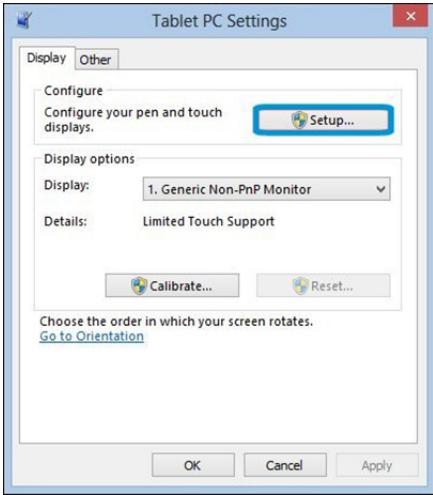 Tablet PC Settings
Display Other
Configure
Configure your pen and touch
displays.
Setup...
Display options
Display:
1. Generic Non-PnP Monitor
Details:
Limited Touch Support
Calibrate...
Reset...
Choose the order in which your screen rotates.
Go to Orientation
OK
Cancel
Apply